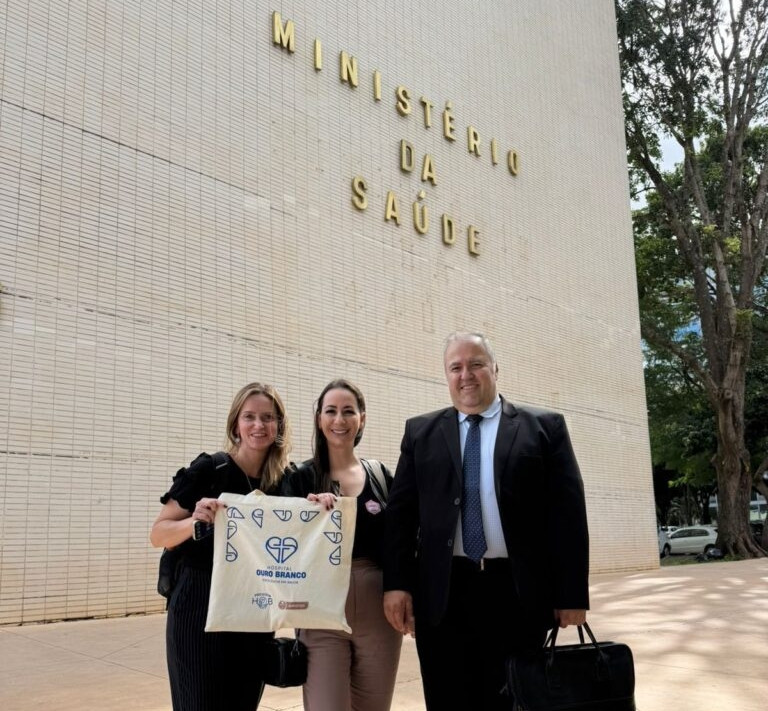 MINISTÉRIO
DA
SAÚDE
HOSPITAL
OURO BRANCO